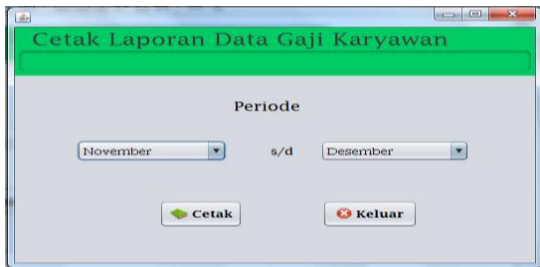 Cetak Laporan Data Gaji Karyawan
Periode
November s/d Desember
Cetak Keluar